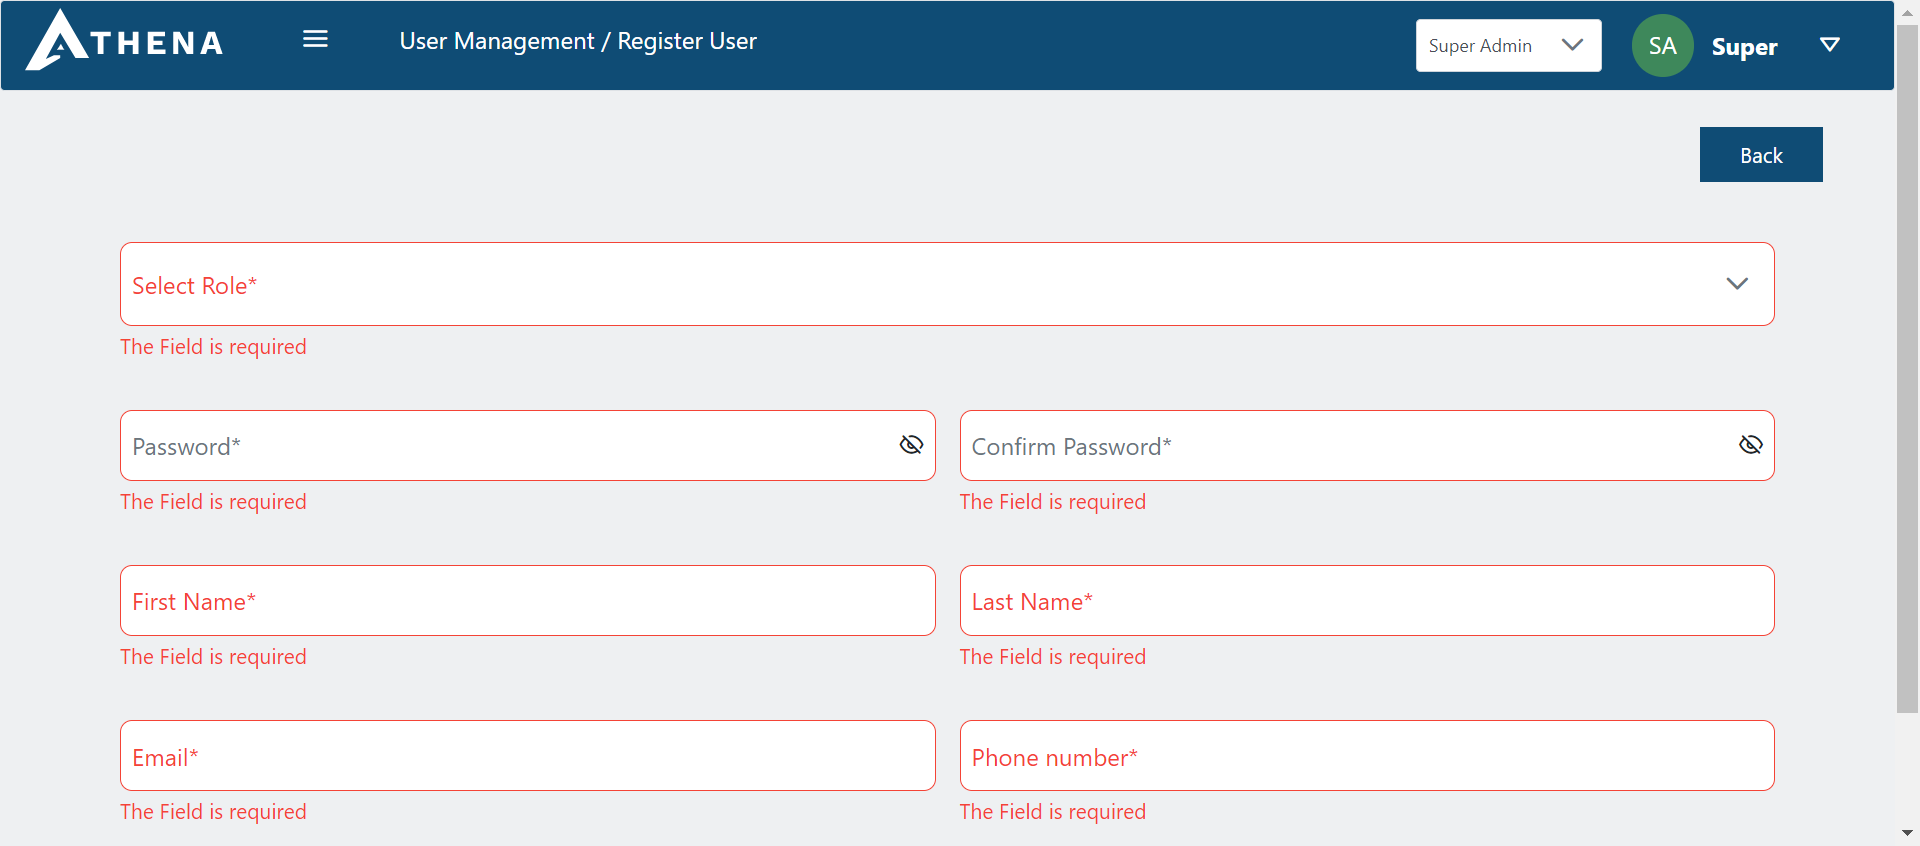 ATHENA
User Management / Register User
Super Admin
SA
Super
Back
Select Role*
The Field is required
Password*
Confirm Password*
The Field is required
The Field is required
First Name*
Last Name*
The Field is required
The Field is required
Email*
Phone number*
The Field is required
The Field is required